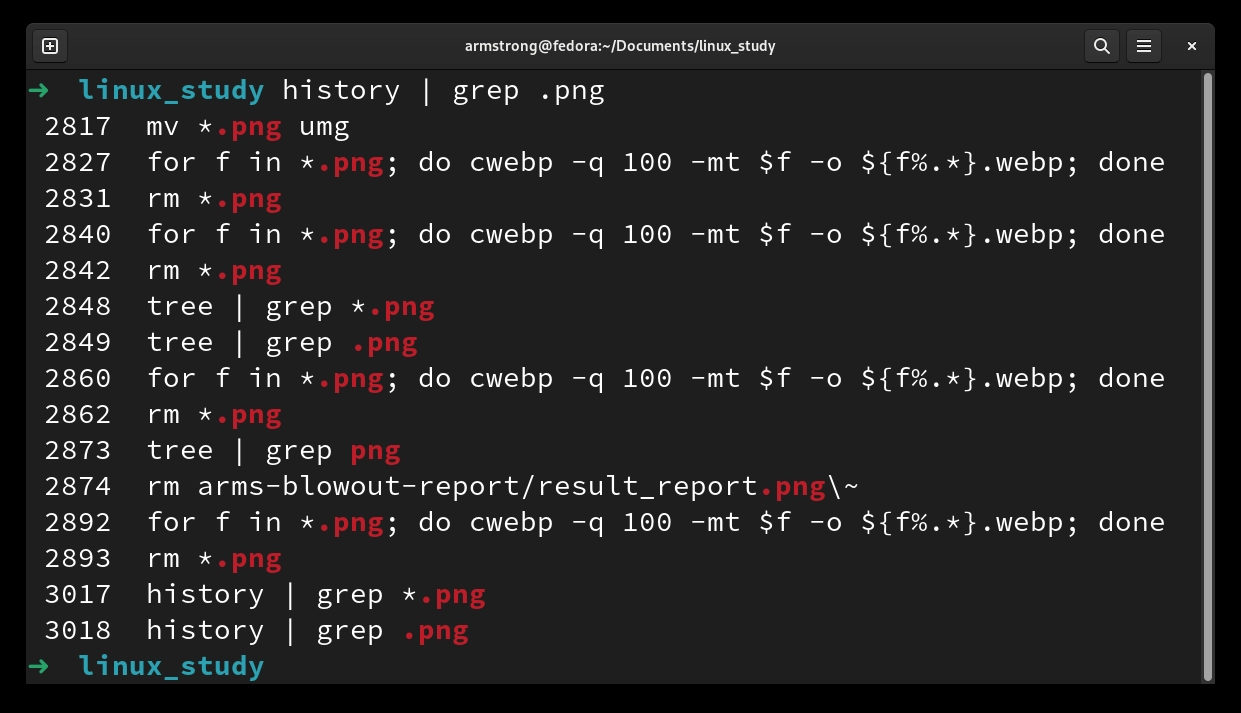 armstrong@fedora:~/Documents/linux_study
➜  linux_study history | grep .png
 2817  mv *.png umg
 2827  for f in *.png; do cwebp -q 100 -mt $f -o ${f%.*}.webp; done
 2831  rm *.png
 2840  for f in *.png; do cwebp -q 100 -mt $f -o ${f%.*}.webp; done
 2842  rm *.png
 2848  tree | grep *.png
 2849  tree | grep .png
 2860  for f in *.png; do cwebp -q 100 -mt $f -o ${f%.*}.webp; done
 2862  rm *.png
 2873  tree | grep png
 2874  rm arms-blowout-report/result_report.png\~
 2892  for f in *.png; do cwebp -q 100 -mt $f -o ${f%.*}.webp; done
 2893  rm *.png
 3017  history | grep *.png
 3018  history | grep .png
➜  linux_study